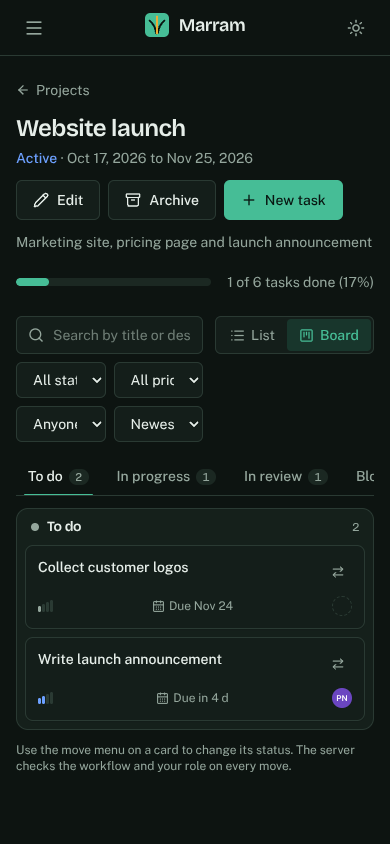 Marram
Projects
Website launch
Active · Oct 17, 2026 to Nov 25, 2026
Edit
Archive
New task
Marketing site, pricing page and launch announcement
1 of 6 tasks done (17%)
Search by title or des
List
Board
All stat
All pric
Anyone
Newes
To do 2
In progress 1
In review 1
Blo
To do 2
Collect customer logos
Due Nov 24
Write launch announcement
Due in 4 d
PN
Use the move menu on a card to change its status. The server
checks the workflow and your role on every move.